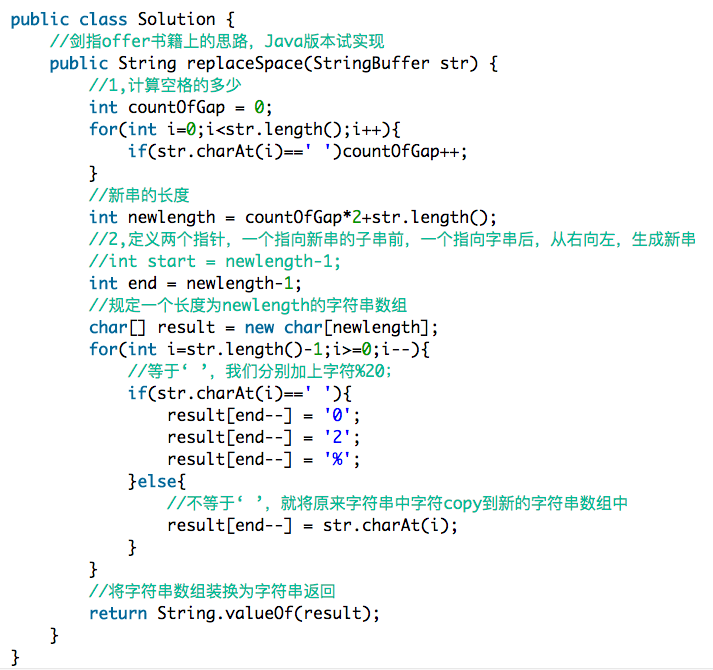 public class Solution {
    //剑指offer书籍上的思路，Java版本试实现
    public String replaceSpace(StringBuffer str) {
        //1,计算空格的多少
        int countOfGap = 0;
        for(int i=0;i<str.length();i++){
            if(str.charAt(i)==' ')countOfGap++;
        }
        //新串的长度
        int newlength = countOfGap*2+str.length();
        //2,定义两个指针，一个指向新串的子串前，一个指向字串后，从右向左，生成新串
        //int start = newlength-1;
        int end = newlength-1;
        //规定一个长度为newlength的字符串数组
        char[] result = new char[newlength];
        for(int i=str.length()-1;i>=0;i--){
            //等于‘ ’，我们分别加上字符%20；
            if(str.charAt(i)==' '){
                result[end--] = '0';
                result[end--] = '2';
                result[end--] = '%';
            }else{
                //不等于‘ ’，就将原来字符串中字符copy到新的字符串数组中
                result[end--] = str.charAt(i);
            }
        }
        //将字符串数组装换为字符串返回
        return String.valueOf(result);
    }
}